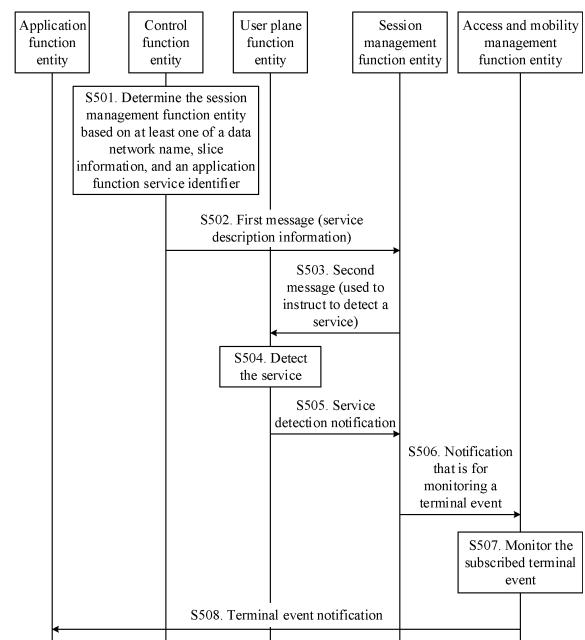 Application
function
entity
Control
function
entity
User plane
function
entity
Session
management
function entity
Access and mobility
management
function entity
S501. Determine the session
management function entity
based on at least one of a data
network name, slice
information, and an application
function service identifier
S502. First message (service
description information)
S503. Second
message (used to
instruct to detect a
service)
S504. Detect
the service
S505. Service
detection notification
S506. Notification
that is for
monitoring a
terminal event
S507. Monitor the
subscribed terminal
event
S508. Terminal event notification